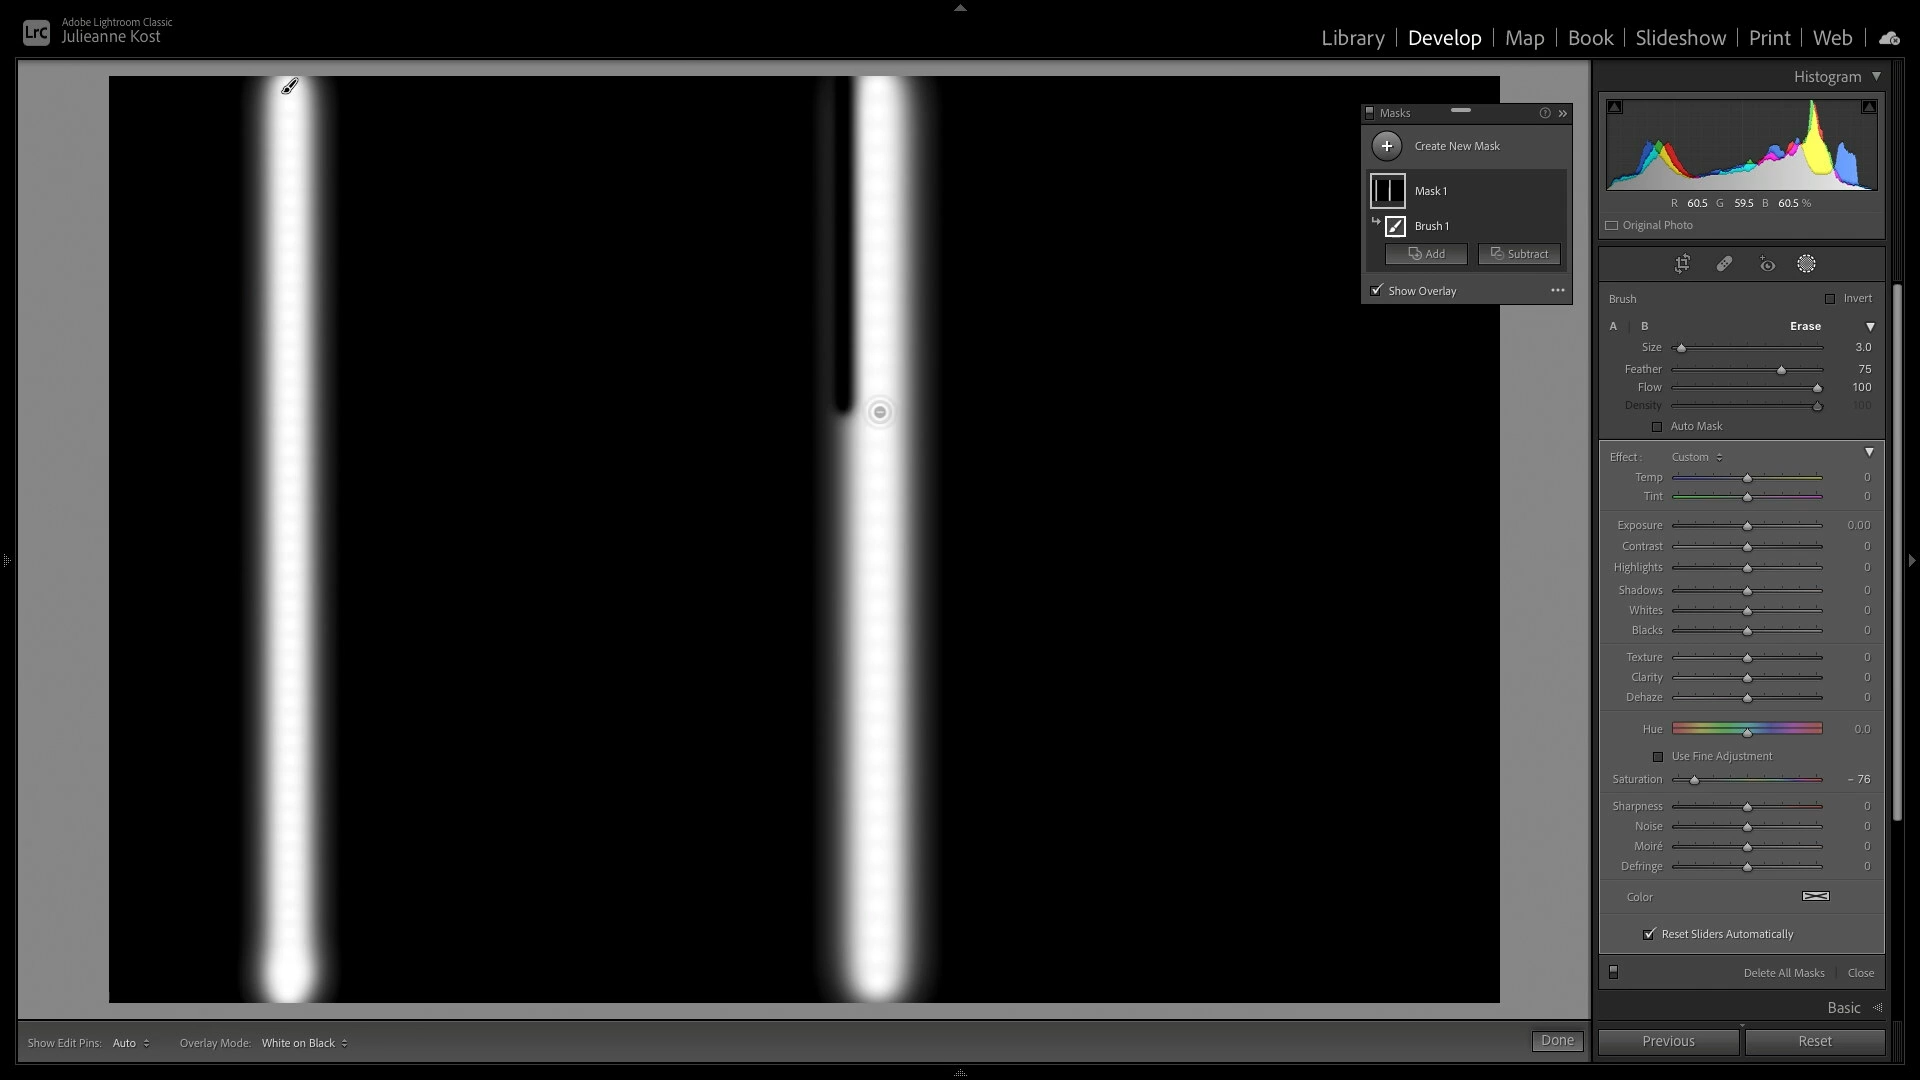 LrC
Adobe Lightroom Classic
Julieanne Kost
Library | Develop | Map | Book | Slideshow | Print | Web
Masks
Create New Mask
Mask 1
Brush 1
Add
Subtract
Show Overlay
Histogram
R 60.5 G 59.5 B 60.5 %
Original Photo
Brush
Invert
A | B Erase
Size 3.0
Feather 75
Flow 100
Density 100
Auto Mask
Effect : Custom
Temp 0
Tint 0
Exposure 0.00
Contrast 0
Highlights 0
Shadows 0
Whites 0
Blacks 0
Texture 0
Clarity 0
Dehaze 0
Hue 0.0
Use Fine Adjustment
Saturation – 76
Sharpness 0
Noise 0
Moiré 0
Defringe 0
Color
Reset Sliders Automatically
Delete All Masks | Close
Basic
Show Edit Pins: Auto Overlay Mode: White on Black
Done
Previous
Reset